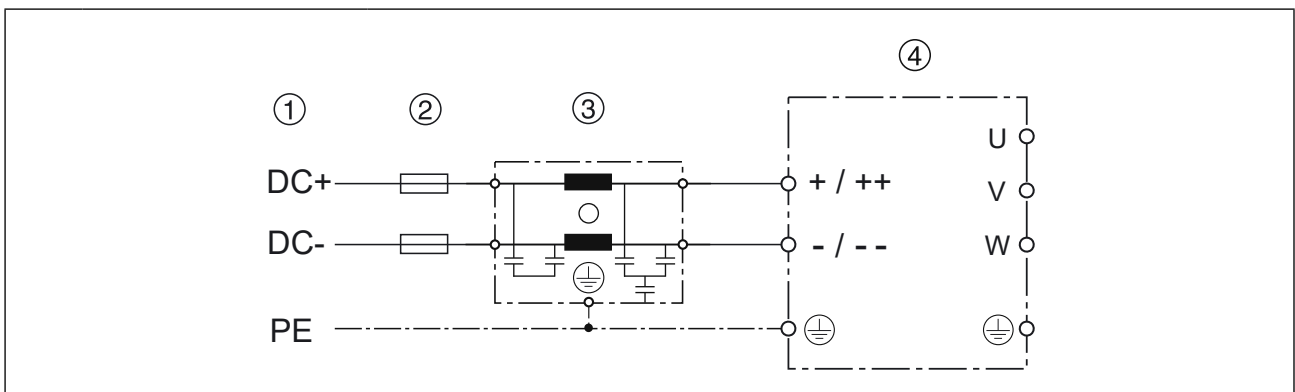 ④
① ② ③
U
DC+ + / ++
V
DC- - / - -
W
PE